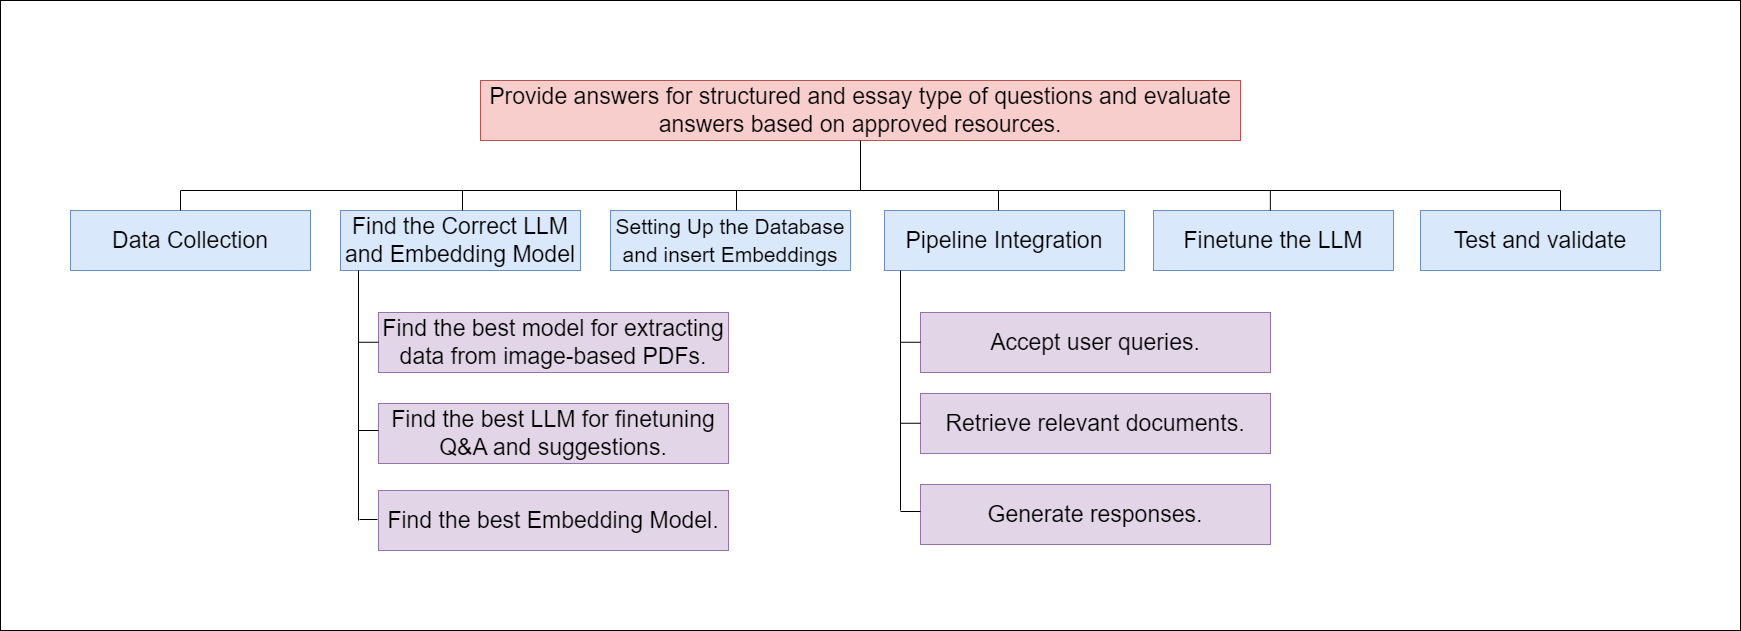 Provide answers for structured and essay type of questions and evaluate
answers based on approved resources.
Data Collection
Find the Correct LLM
and Embedding Model
Setting Up the Database
and insert Embeddings
Pipeline Integration
Finetune the LLM
Test and validate
Find the best model for extracting
data from image-based PDFs.
Find the best LLM for finetuning
Q&A and suggestions.
Find the best Embedding Model.
Accept user queries.
Retrieve relevant documents.
Generate responses.